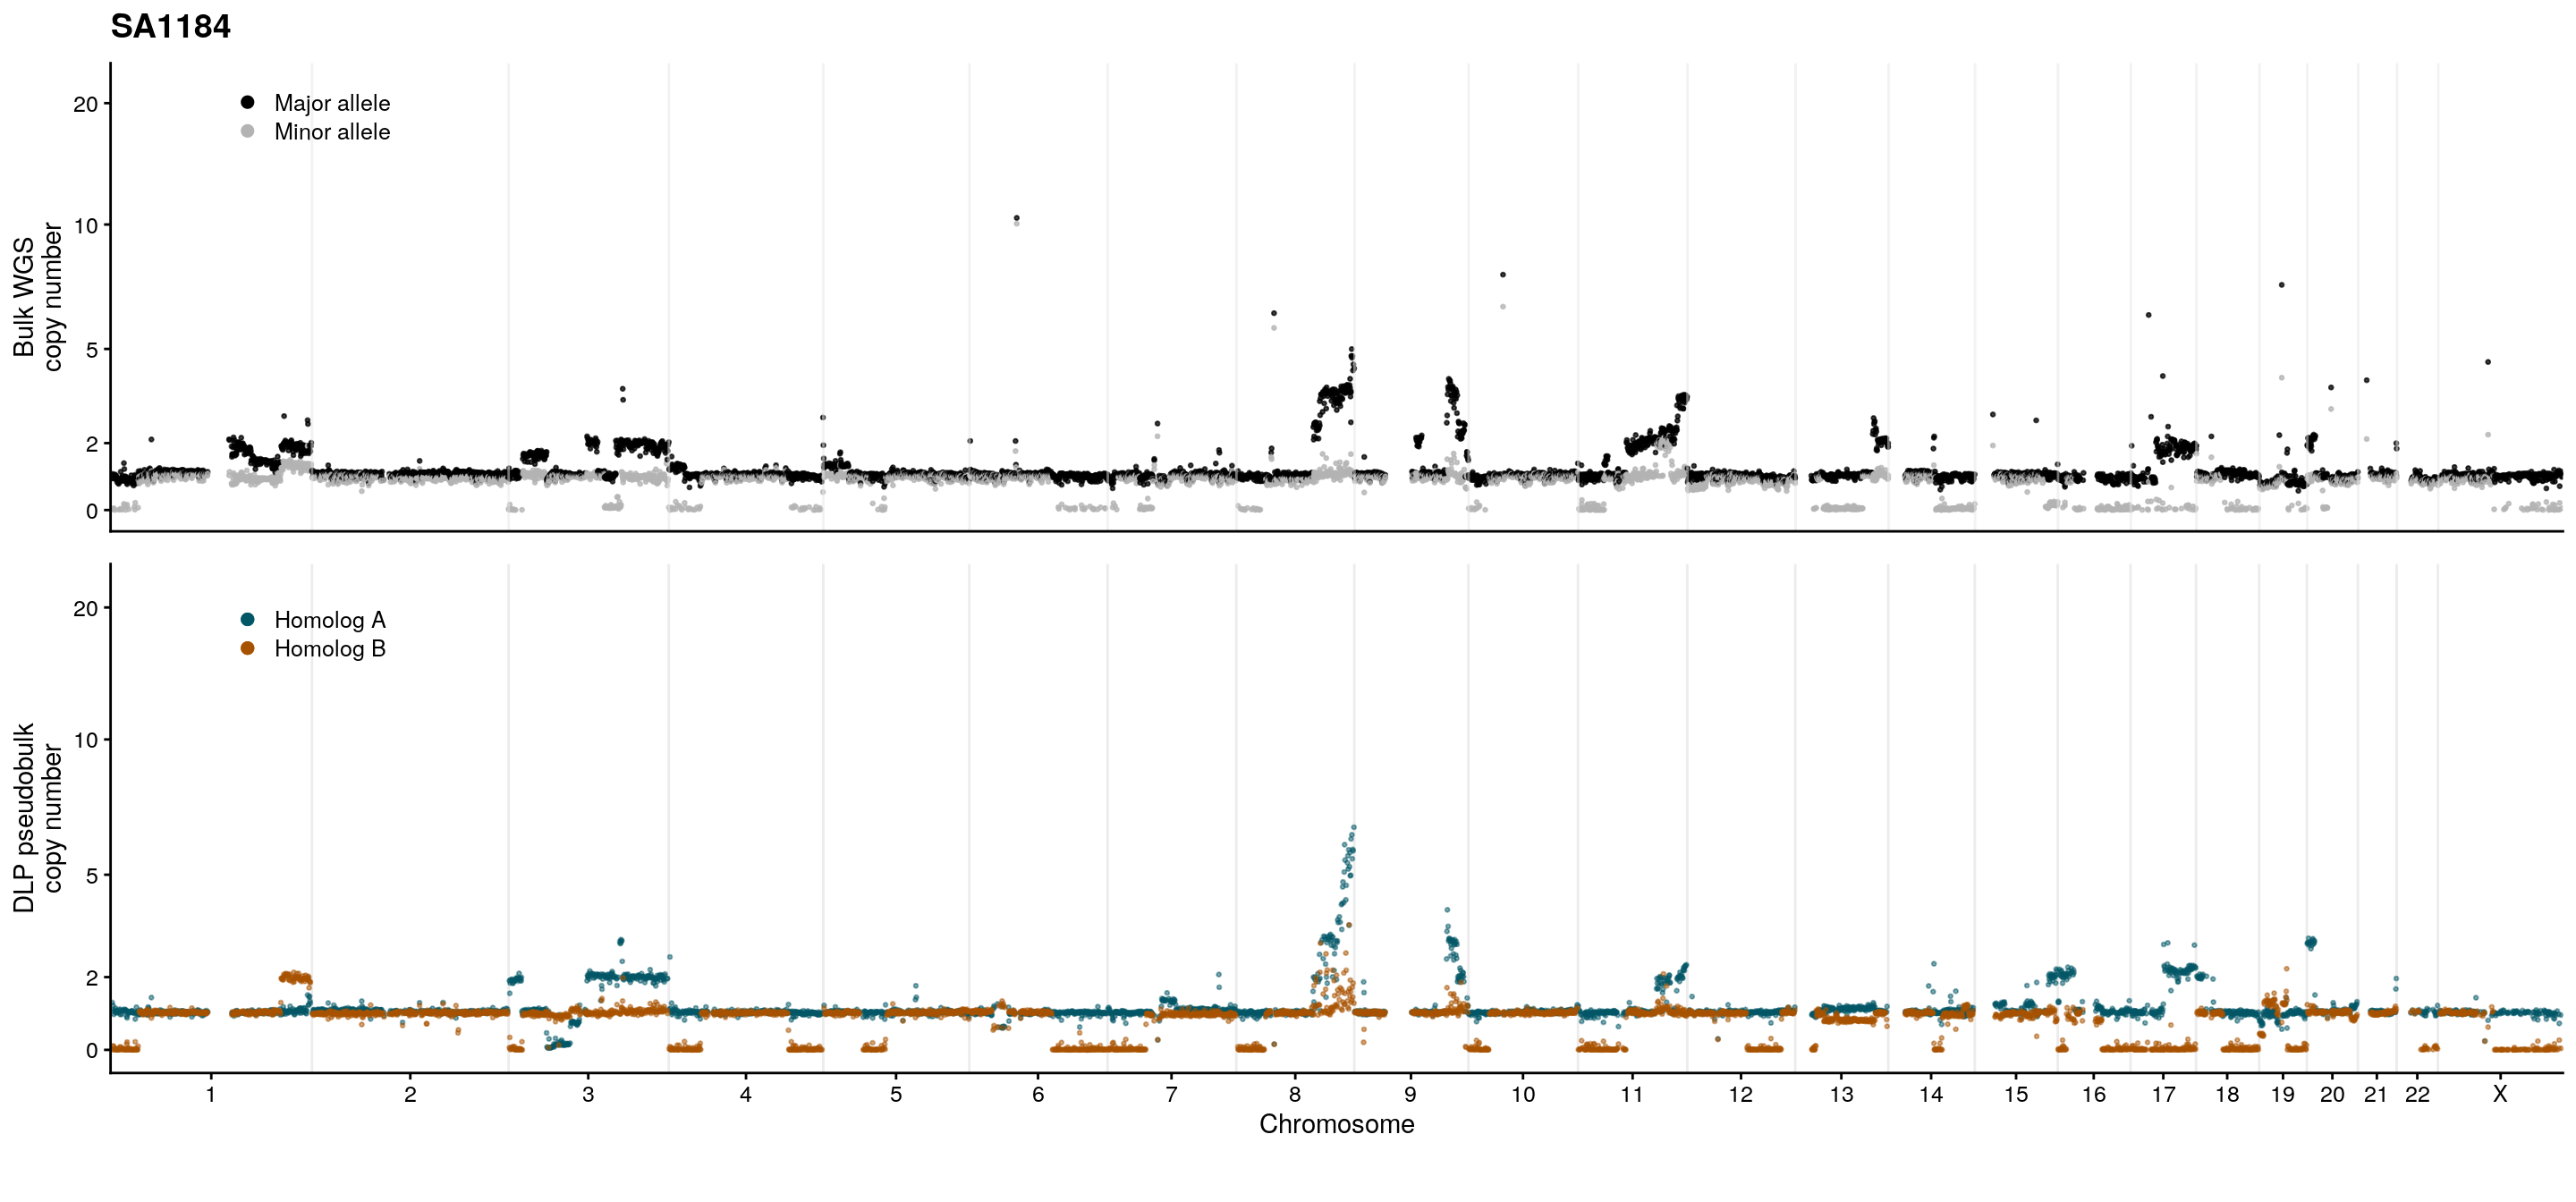 SA1184
20
10
5
2
0
Bulk WGS
copy number
Major allele
Minor allele
20
10
5
2
0
DLP pseudobulk
copy number
Homolog A
Homolog B
1 2 3 4 5 6 7 8 9 10 11 12 13 14 15 16 17 18 19 20 21 22 X
Chromosome